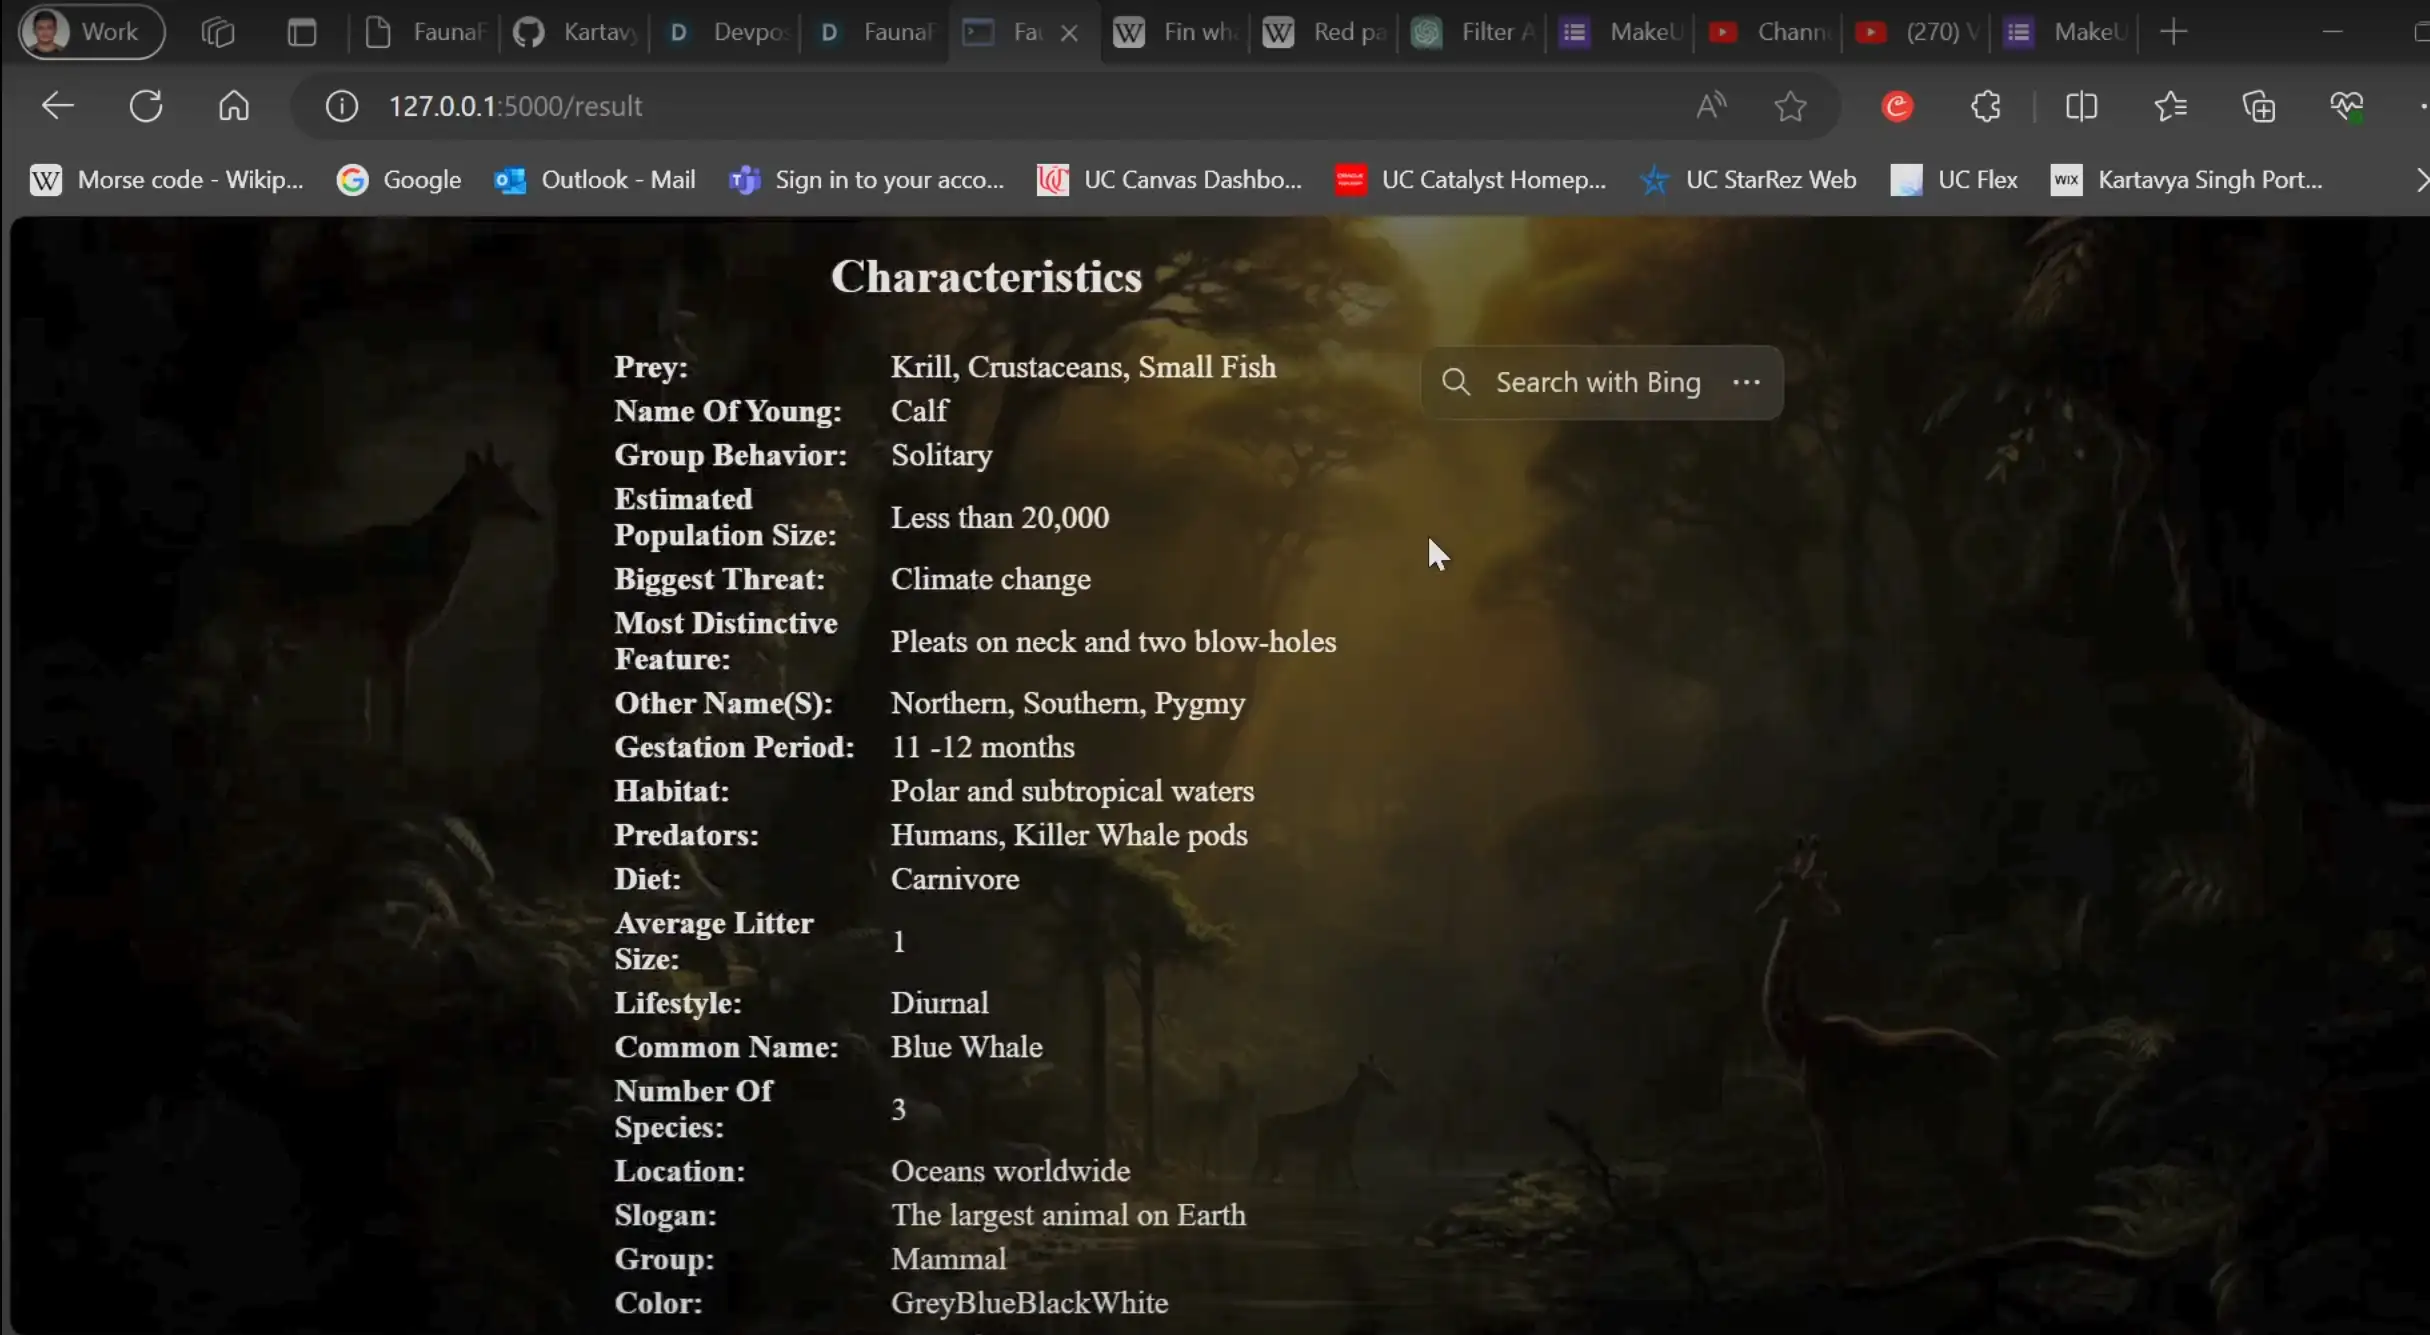 Work
FaunaF
Kartavy
Devpos
FaunaF
Fau
Fin wh
Red pa
Filter A
MakeU
Chann
(270) V
MakeU
127.0.0.1:5000/result
Morse code - Wikip...
Google
Outlook - Mail
Sign in to your acco...
UC Canvas Dashbo...
UC Catalyst Homep...
UC StarRez Web
UC Flex
WIX
Kartavya Singh Port...
Characteristics
Prey: Krill, Crustaceans, Small Fish
Search with Bing ...
Name Of Young: Calf
Group Behavior: Solitary
Estimated
Population Size: Less than 20,000
Biggest Threat: Climate change
Most Distinctive
Feature: Pleats on neck and two blow-holes
Other Name(S): Northern, Southern, Pygmy
Gestation Period: 11 -12 months
Habitat: Polar and subtropical waters
Predators: Humans, Killer Whale pods
Diet: Carnivore
Average Litter
Size: 1
Lifestyle: Diurnal
Common Name: Blue Whale
Number Of
Species: 3
Location: Oceans worldwide
Slogan: The largest animal on Earth
Group: Mammal
Color: GreyBlueBlackWhite